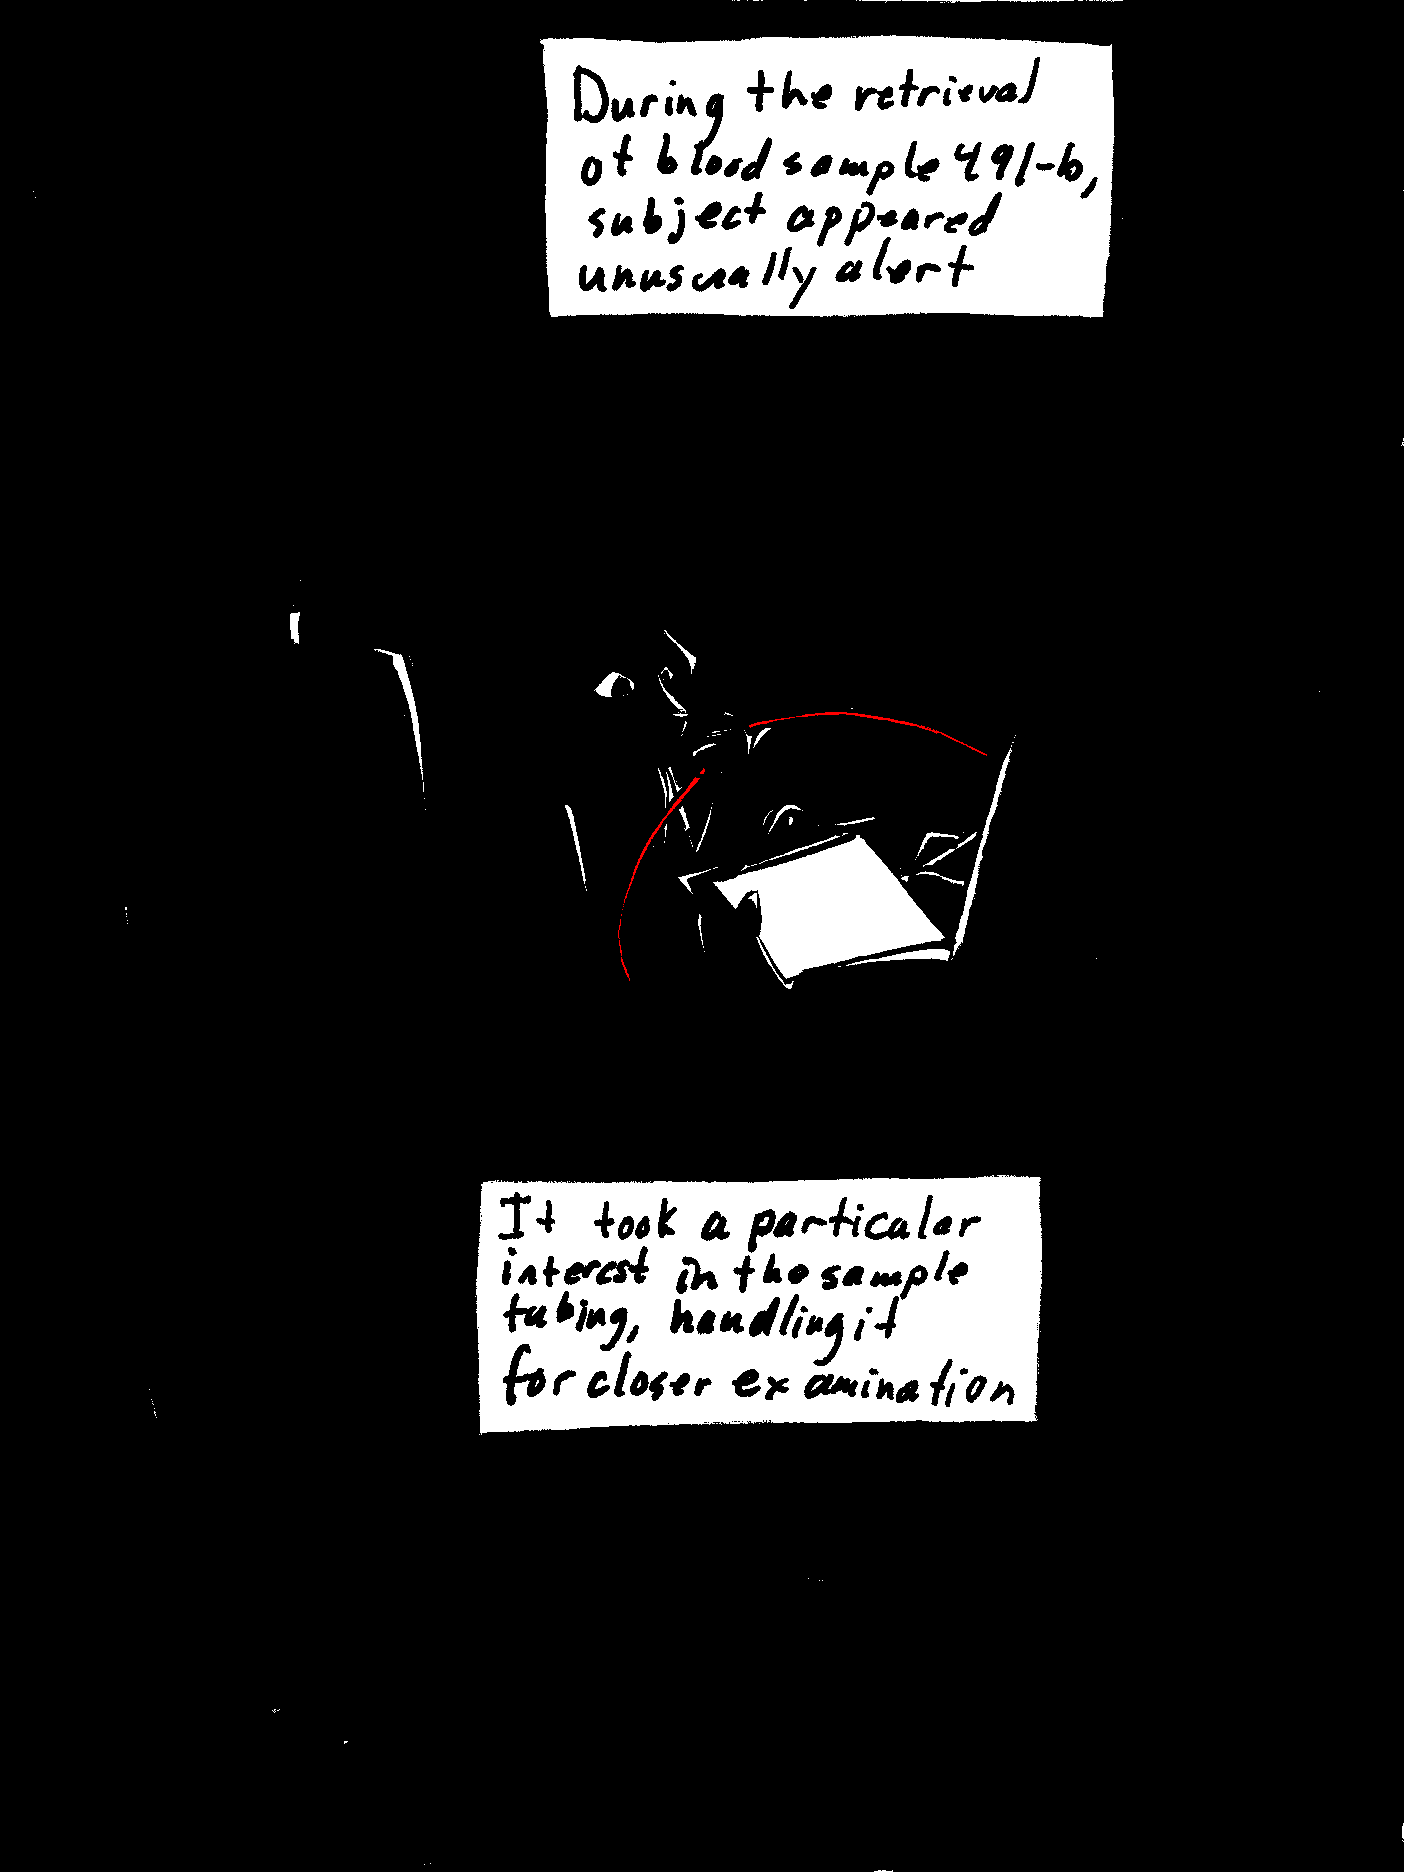 During the retrieval
of blood sample 491-b,
subject appeared
unusually alert
It took a particular
interest in the sample
tubing, handling it
for closer examination